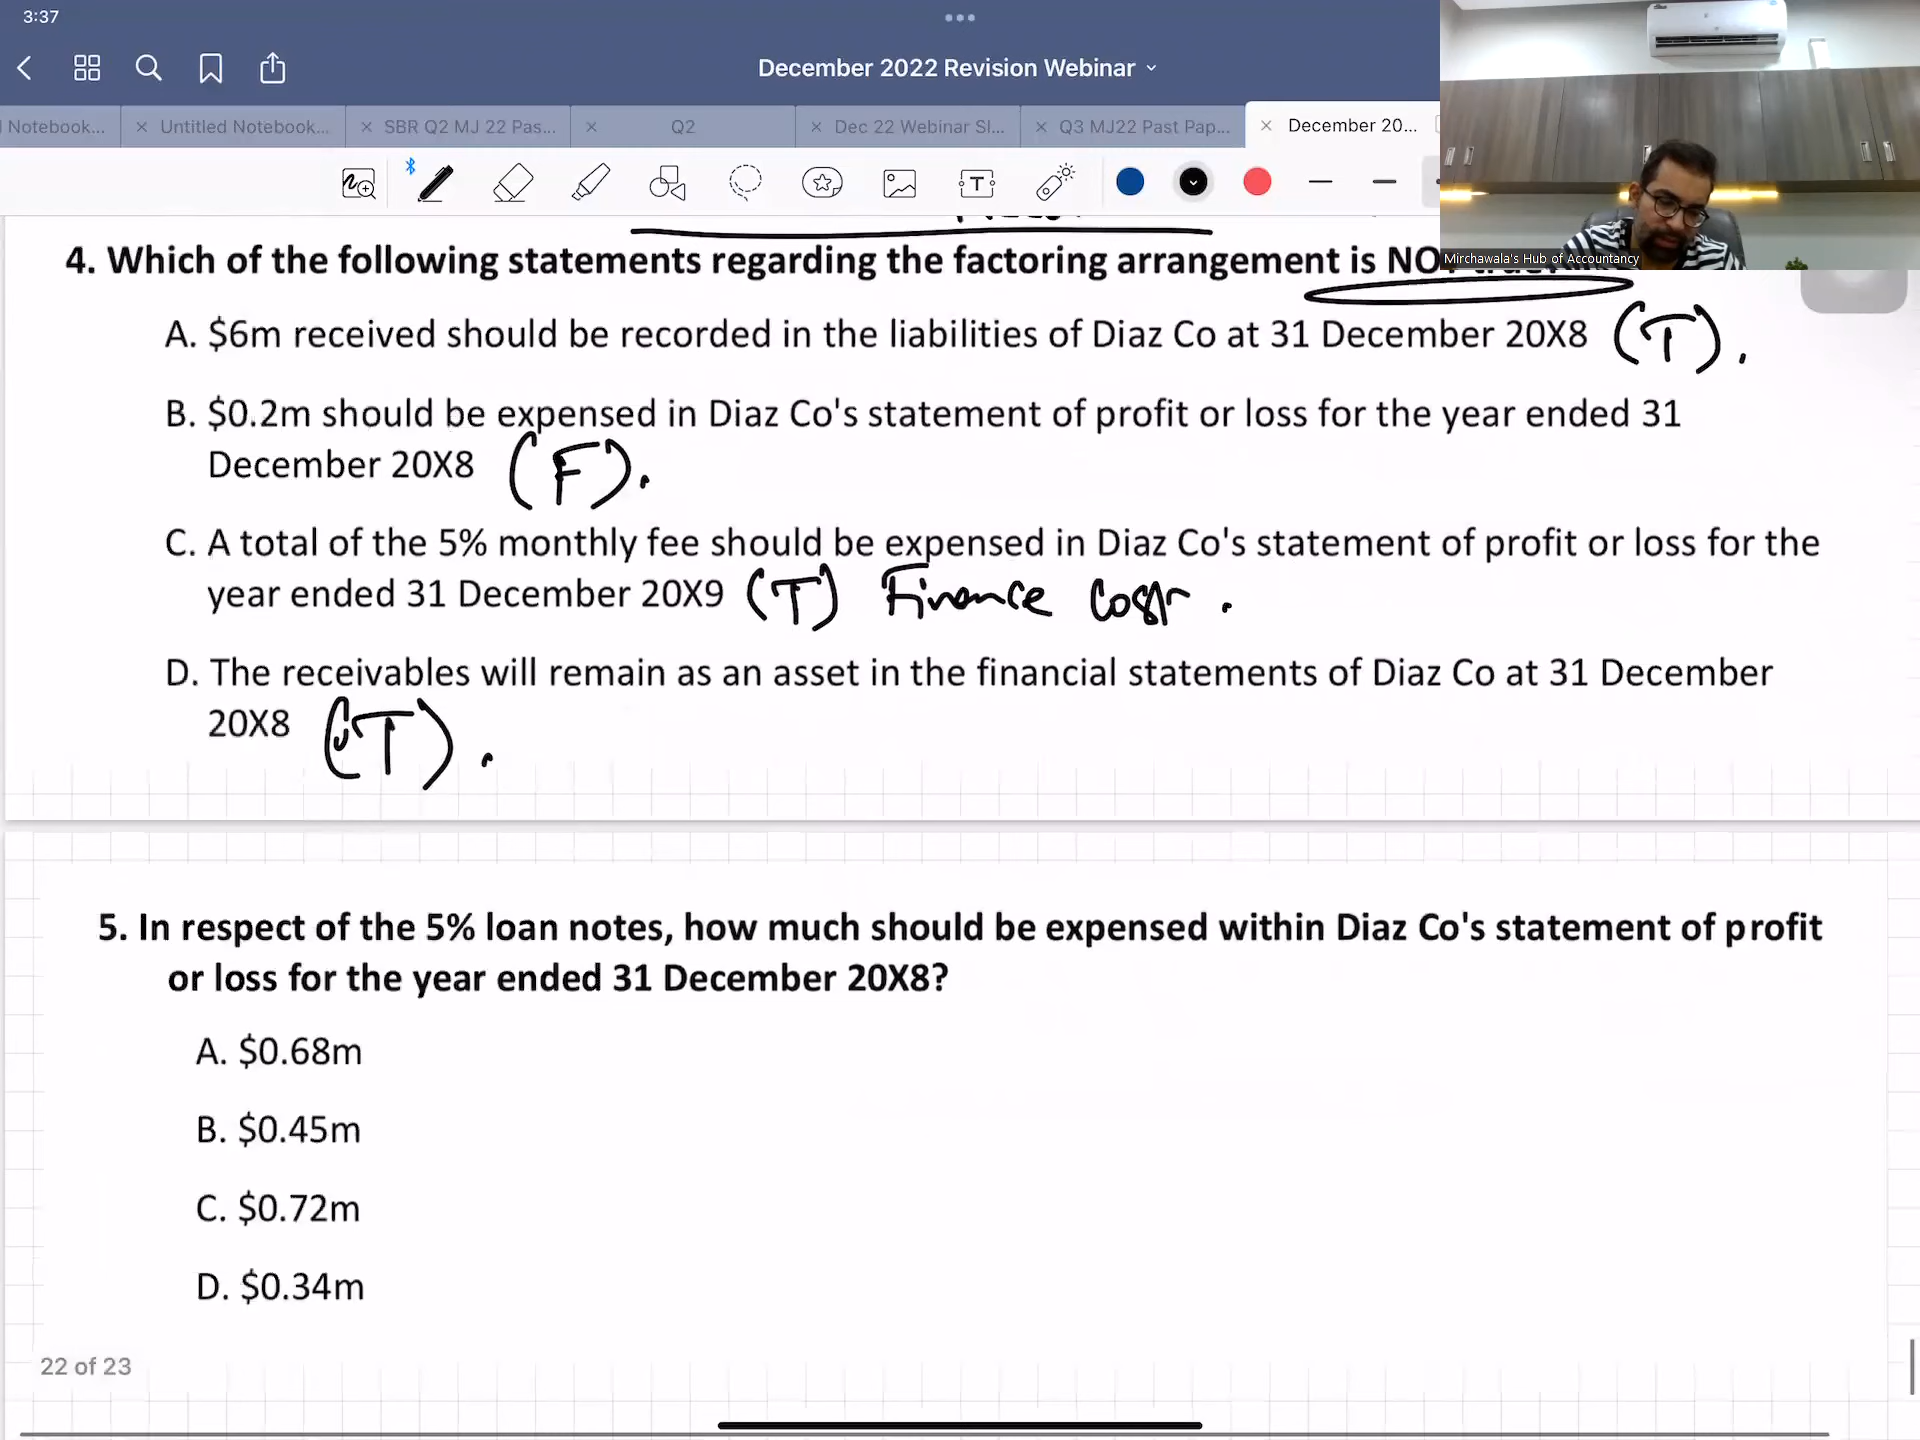 3:37
December 2022 Revision Webinar
Notebook...
Untitled Notebook...
SBR Q2 MJ 22 Pas...
Q2
Dec 22 Webinar Sl...
Q3 MJ22 Past Pap...
December 20...
T
Mirchawala's Hub of Accountancy
4. Which of the following statements regarding the factoring arrangement is
A. $6m received should be recorded in the liabilities of Diaz Co at 31 December 20X8 (T).
B. $0.2m should be expensed in Diaz Co's statement of profit or loss for the year ended 31
December 20X8 (F).
C. A total of the 5% monthly fee should be expensed in Diaz Co's statement of profit or loss for the
year ended 31 December 20X9 (T) Finance Cost.
D. The receivables will remain as an asset in the financial statements of Diaz Co at 31 December
20X8 (T).
5. In respect of the 5% loan notes, how much should be expensed within Diaz Co's statement of profit
or loss for the year ended 31 December 20X8?
A. $0.68m
B. $0.45m
C. $0.72m
D. $0.34m
22 of 23